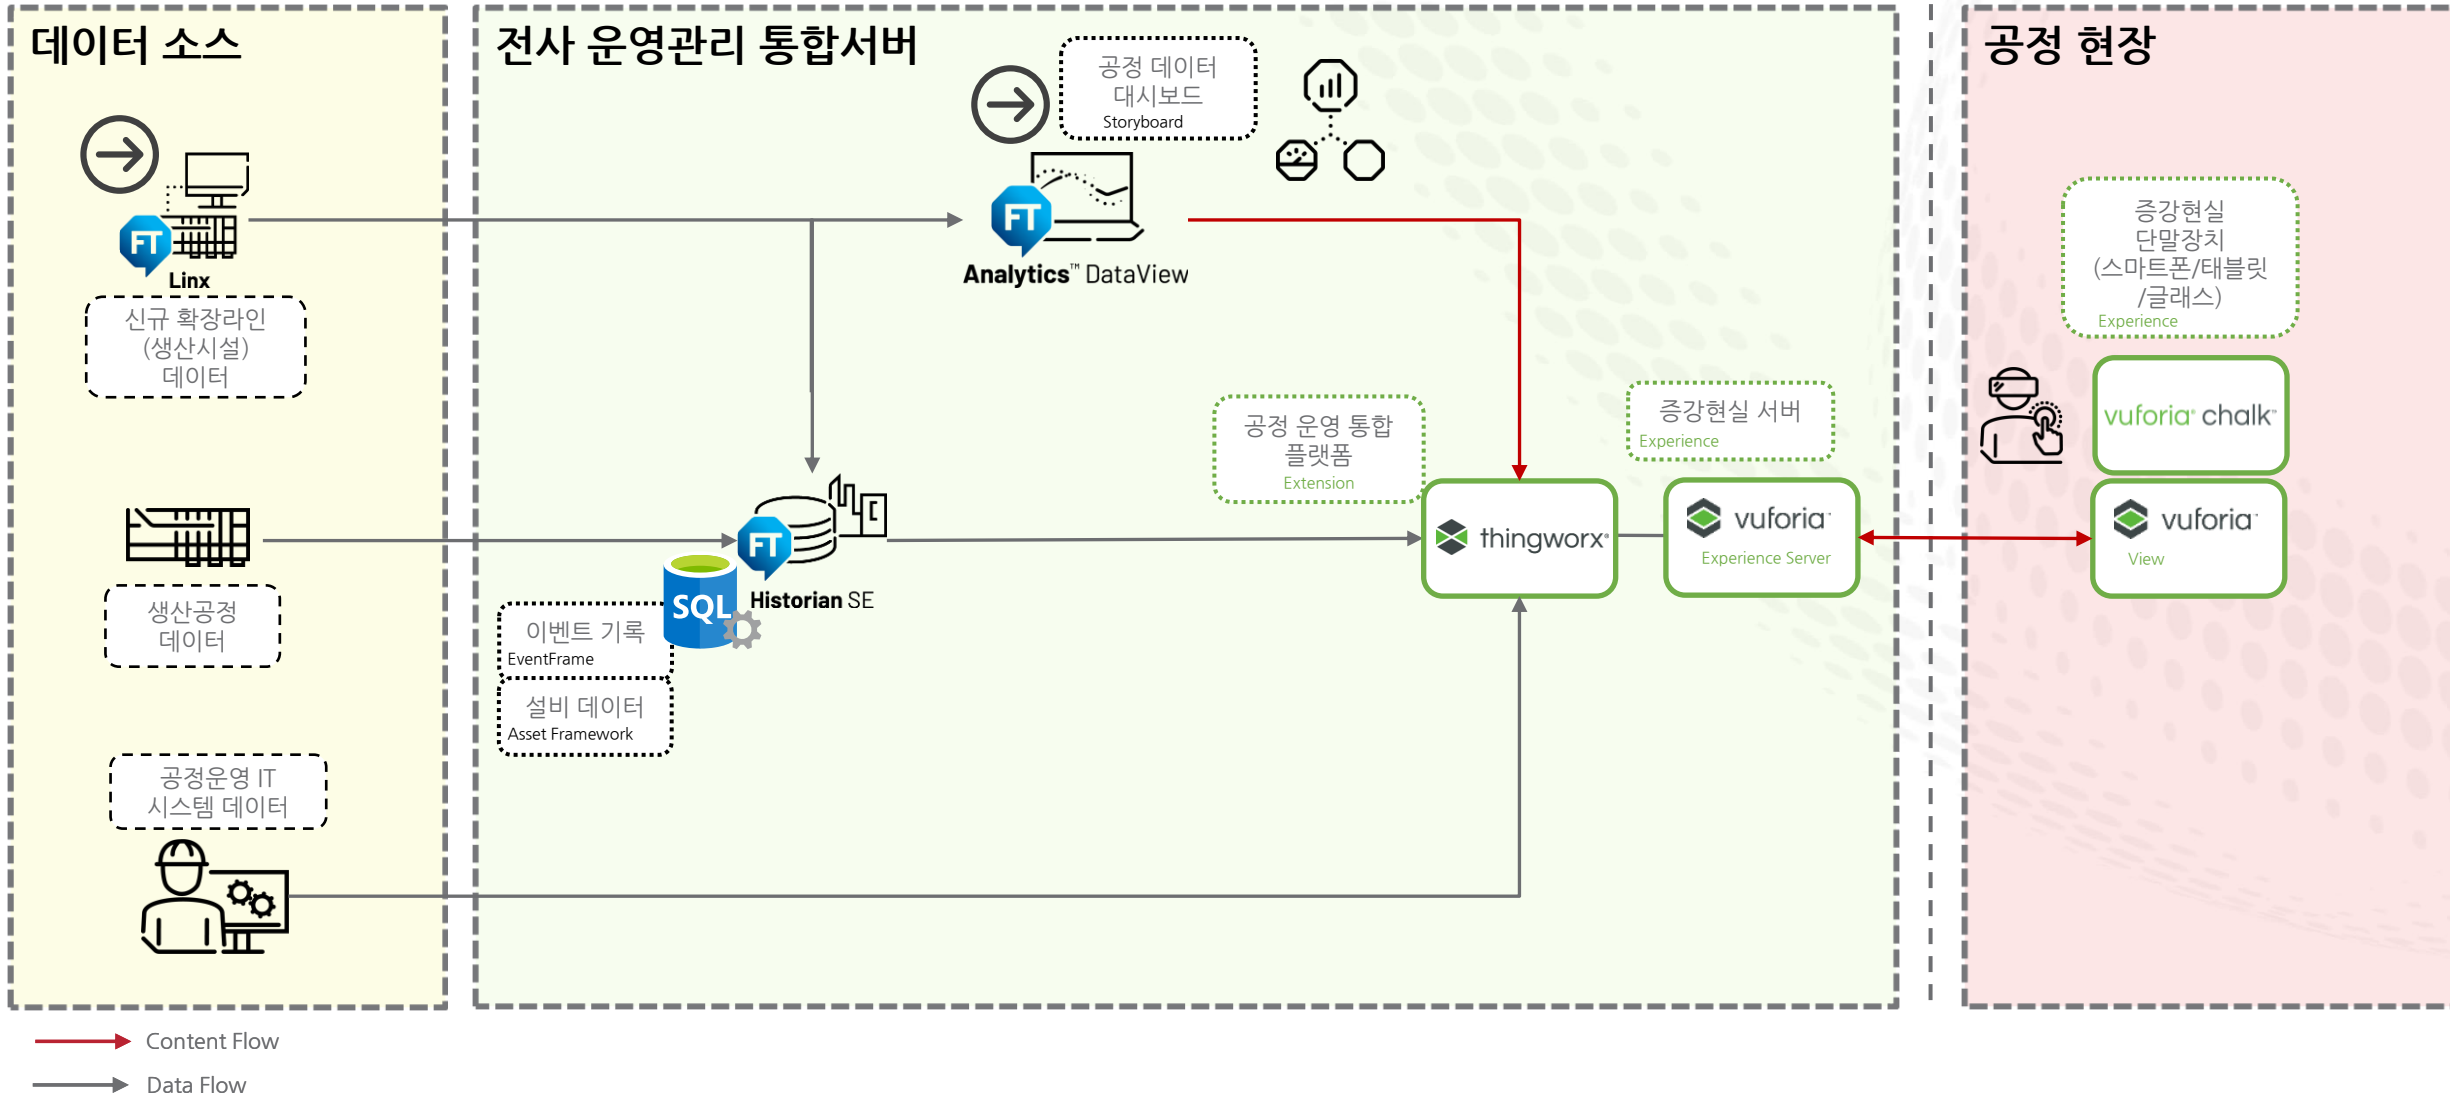 데이터 소스
FT
Linx
신규 확장라인
(생산시설)
데이터
생산공정
데이터
공정운영 IT
시스템 데이터
전사 운영관리 통합서버
공정 데이터
대시보드
Storyboard
FT
Analytics™ DataView
FT
Historian SE
SQL
이벤트 기록
EventFrame
설비 데이터
Asset Framework
공정 운영 통합
플랫폼
Extension
thingworx®
증강현실 서버
Experience
vuforia™
Experience Server
공정 현장
증강현실
단말장치
(스마트폰/태블릿
/글래스)
Experience
vuforia® chalk™
vuforia™
View
Content Flow
Data Flow